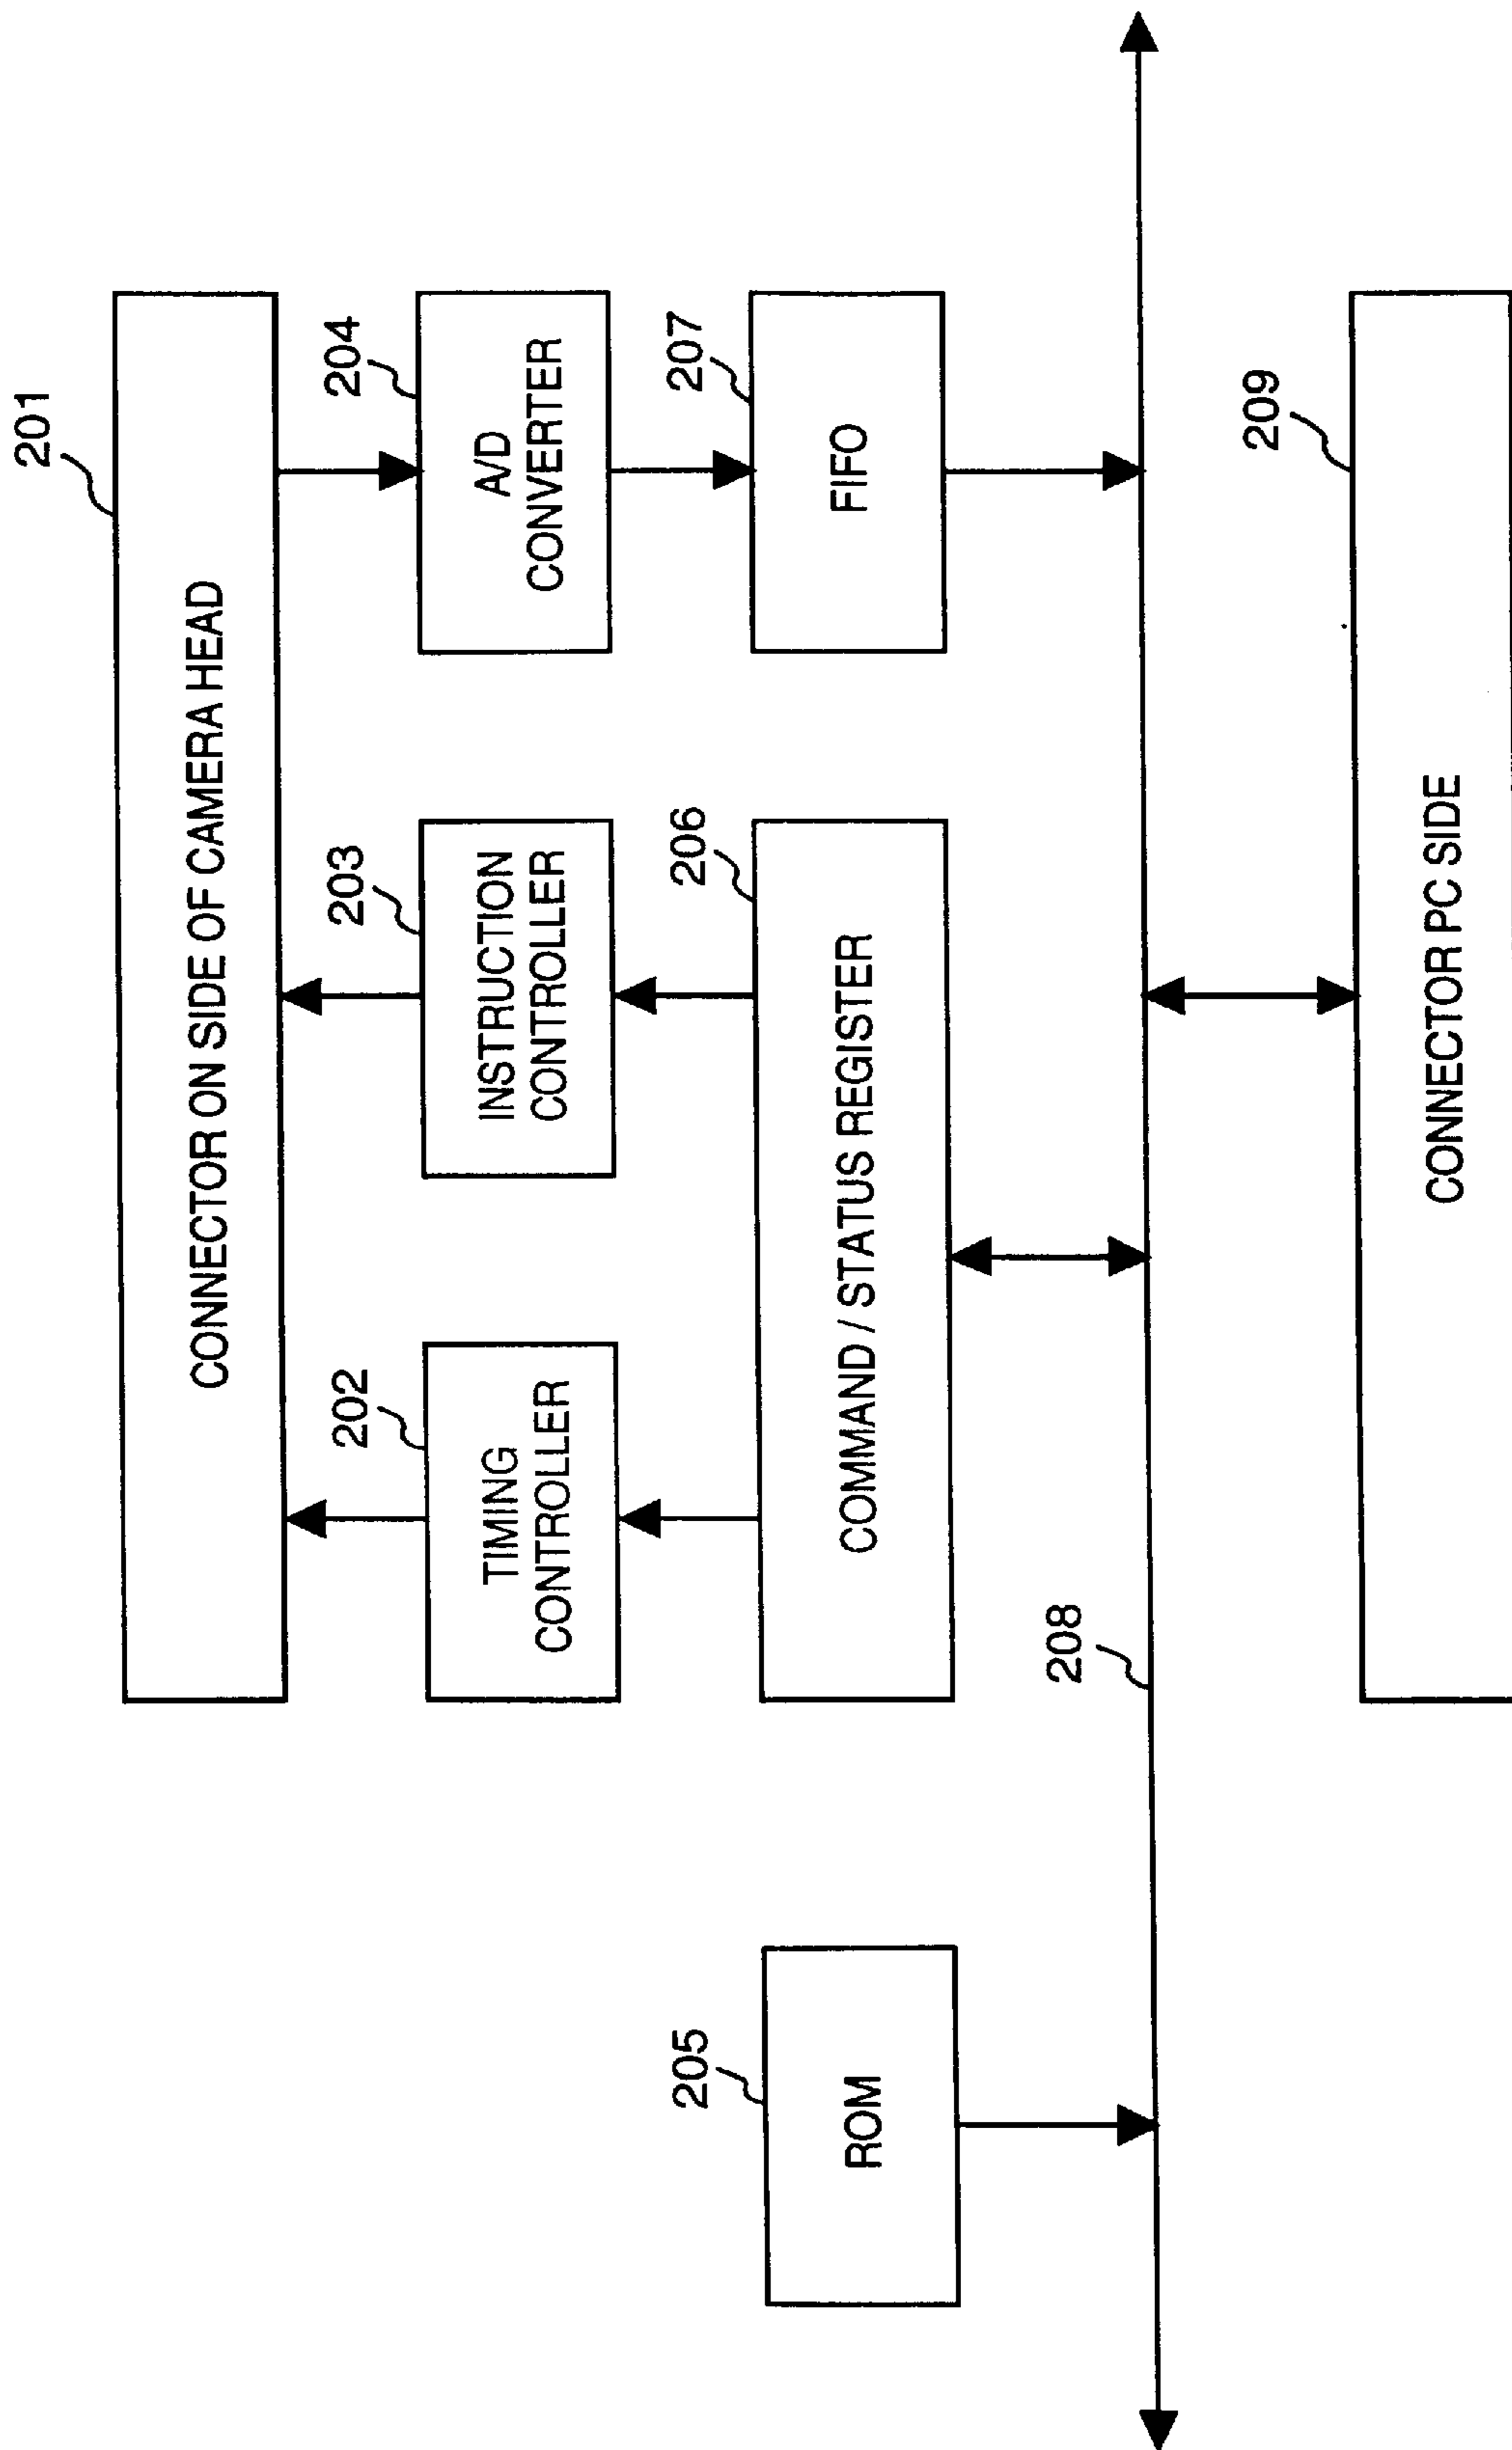 201
CONNECTOR ON SIDE OF CAMERA HEAD
202
TIMING
CONTROLLER
203
INSTRUCTION
CONTROLLER
204
A/D
CONVERTER
205
ROM
206
COMMAND / STATUS REGISTER
207
FIFO
208
209
CONNECTOR PC SIDE